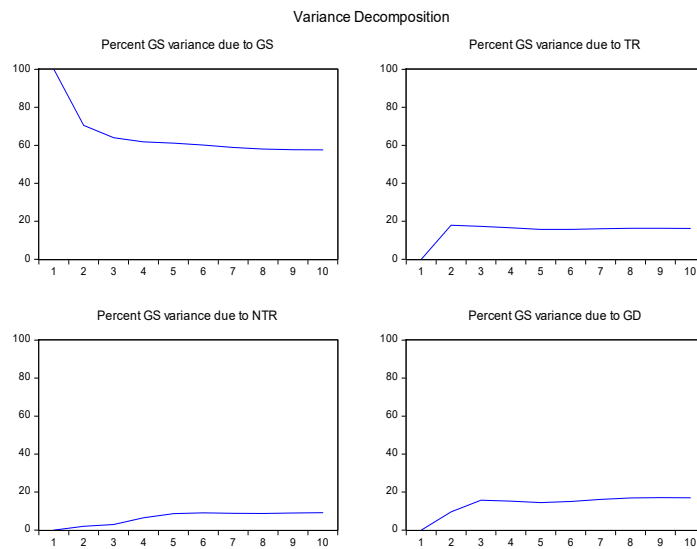 Variance Decomposition
Percent GS variance due to GS
100
80
60
40
20
0
1 2 3 4 5 6 7 8 9 10
Percent GS variance due to TR
100
80
60
40
20
0
1 2 3 4 5 6 7 8 9 10
Percent GS variance due to NTR
100
80
60
40
20
0
1 2 3 4 5 6 7 8 9 10
Percent GS variance due to GD
100
80
60
40
20
0
1 2 3 4 5 6 7 8 9 10